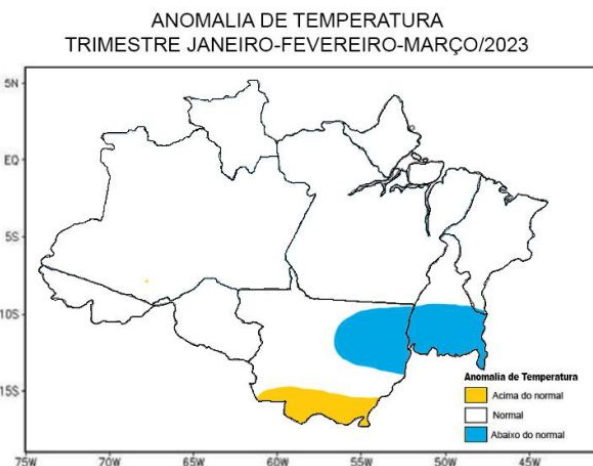 ANOMALIA DE TEMPERATURA
TRIMESTRE JANEIRO-FEVEREIRO-MARÇO/2023
5N
EQ
5S
10S
15S
Anomalia de Temperatura
Acima do normal
Normal
Abaixo do normal
75W 70W 65W 60W 55W 50W 45W